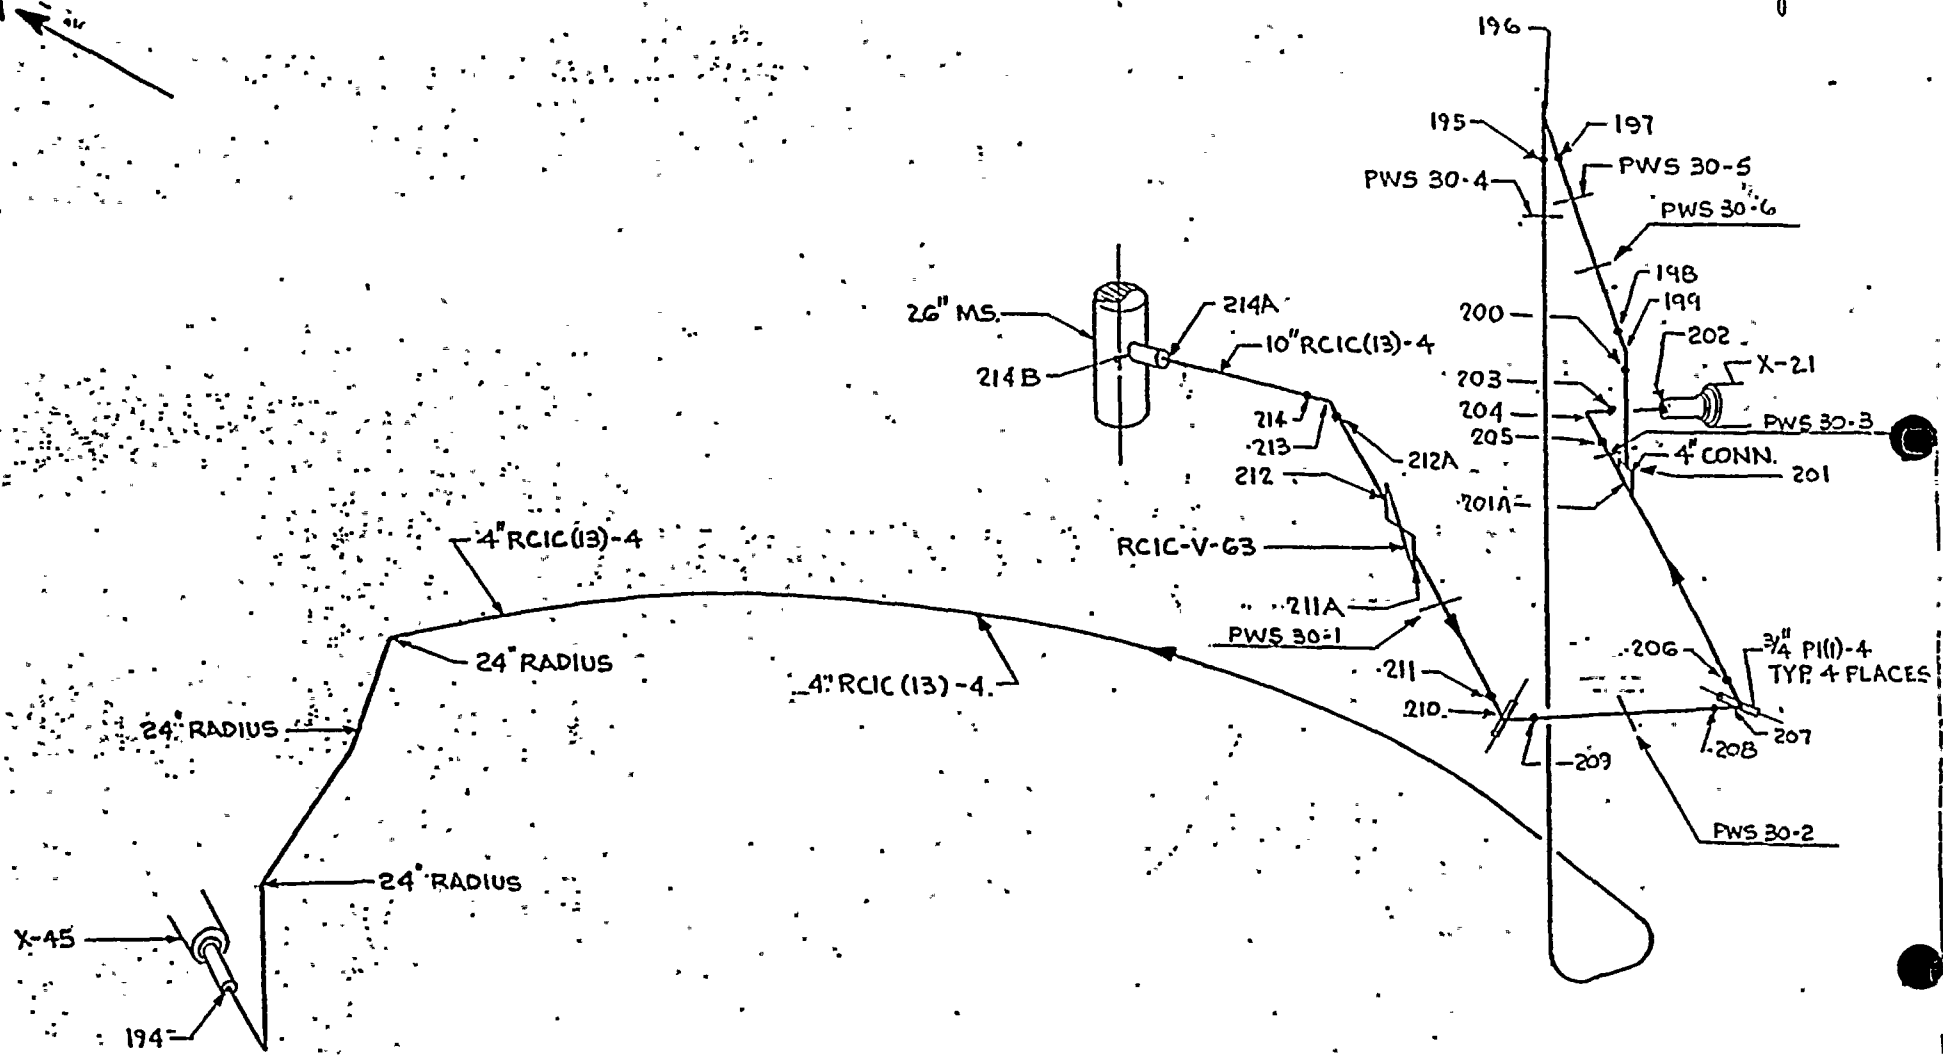 196
195
197
PWS 30-4
PWS 30-5
PWS 30-6
198
199
26" MS.
214A
200
202
10" RCIC(13)-4
X-21
214B
203
204
214
PWS 30-3
213
205
4" CONN.
212A
212
201
201A
4" RCIC(13)-4
RCIC-V-63
211A
PWS 30-1
24" RADIUS
206
3/4" PI(1)-4
TYP. 4 PLACES
211
4" RCIC (13)-4.
210
24" RADIUS
207
208
209
PWS 30-2
24" RADIUS
X-45
194